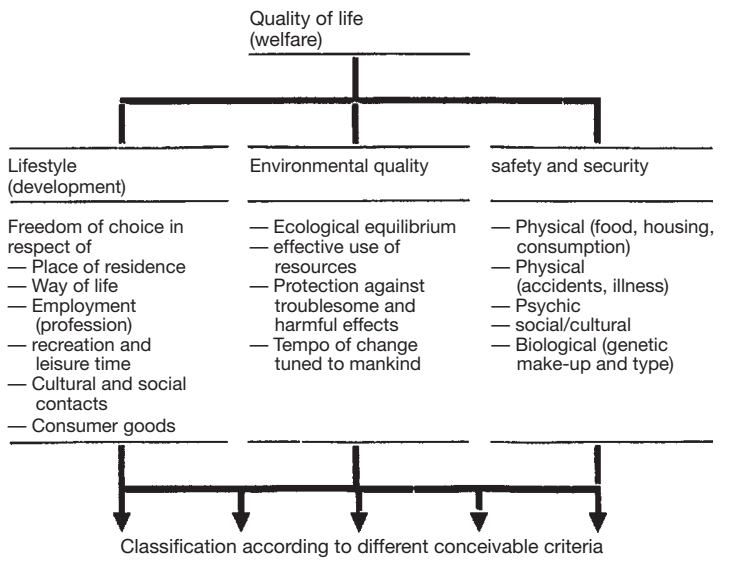 Quality of life
(welfare)
Lifestyle
(development)
Freedom of choice in
respect of
— Place of residence
— Way of life
— Employment
(profession)
— recreation and
leisure time
— Cultural and social
contacts
— Consumer goods
Environmental quality
— Ecological equilibrium
— effective use of
resources
— Protection against
troublesome and
harmful effects
— Tempo of change
tuned to mankind
safety and security
— Physical (food, housing,
consumption)
— Physical
(accidents, illness)
— Psychic
— social/cultural
— Biological (genetic
make-up and type)
Classification according to different conceivable criteria